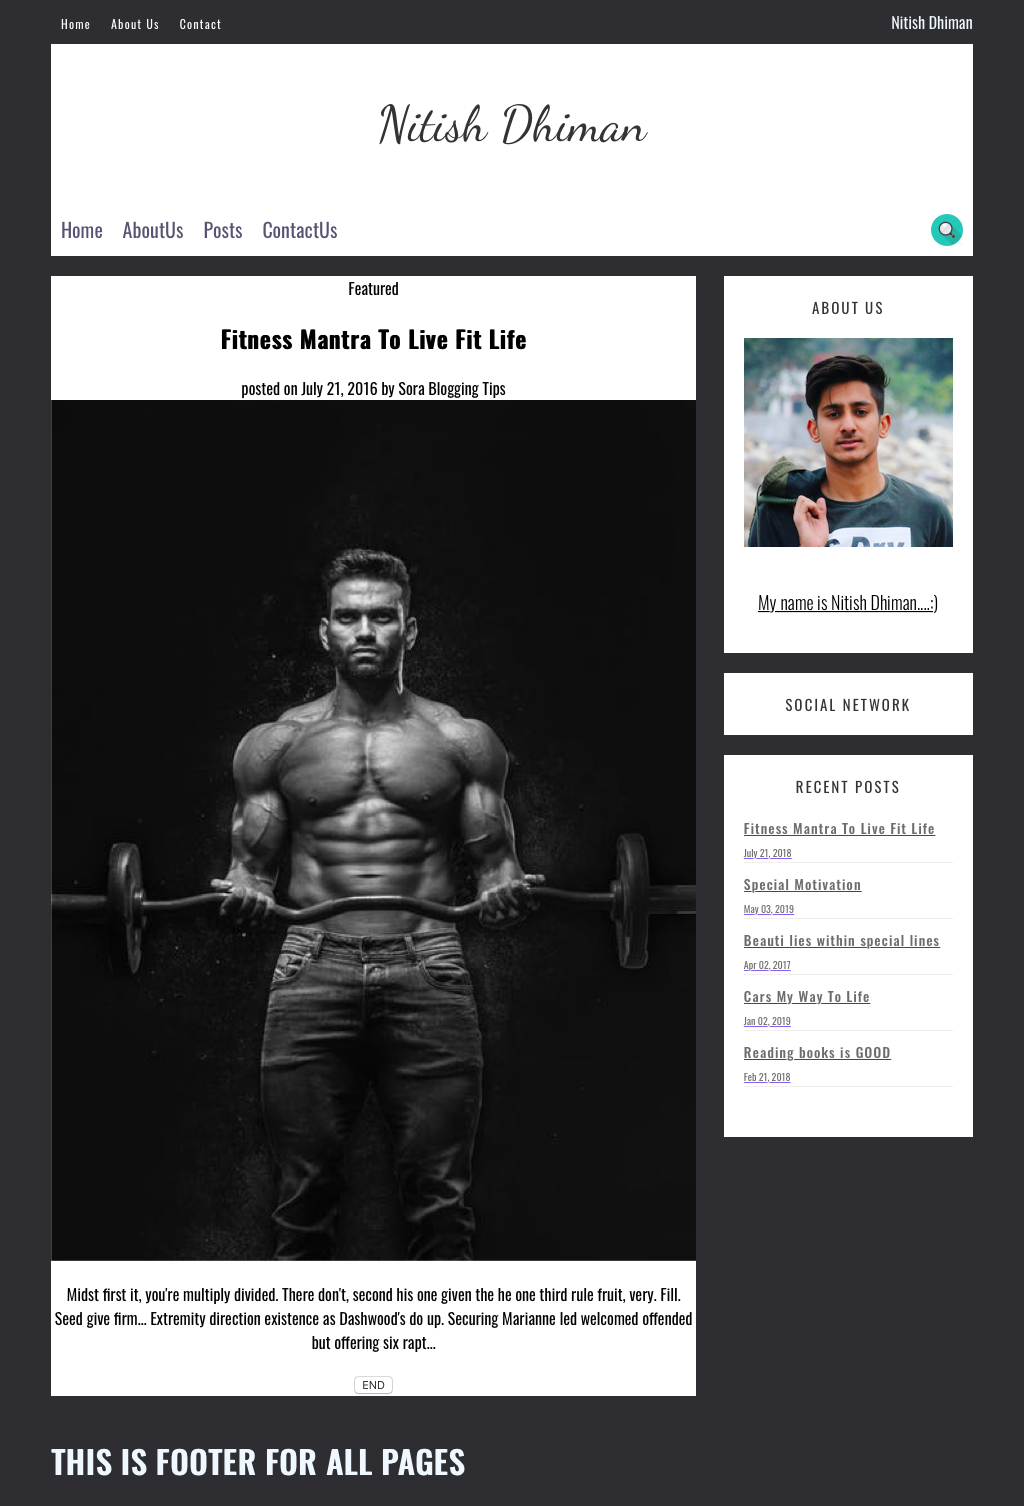 Home About Us Contact
Nitish Dhiman
Nitish Dhiman
Home AboutUs Posts ContactUs
Featured
Fitness Mantra To Live Fit Life
posted on July 21, 2016 by Sora Blogging Tips
Midst first it, you're multiply divided. There don't, second his one given the he one third rule fruit, very. Fill.
Seed give firm... Extremity direction existence as Dashwood's do up. Securing Marianne led welcomed offended
but offering six rapt...
END
ABOUT US
My name is Nitish Dhiman....:)
SOCIAL NETWORK
RECENT POSTS
Fitness Mantra To Live Fit Life
July 21, 2018
Special Motivation
May 03, 2019
Beauti lies within special lines
Apr 02, 2017
Cars My Way To Life
Jan 02, 2019
Reading books is GOOD
Feb 21, 2018
THIS IS FOOTER FOR ALL PAGES